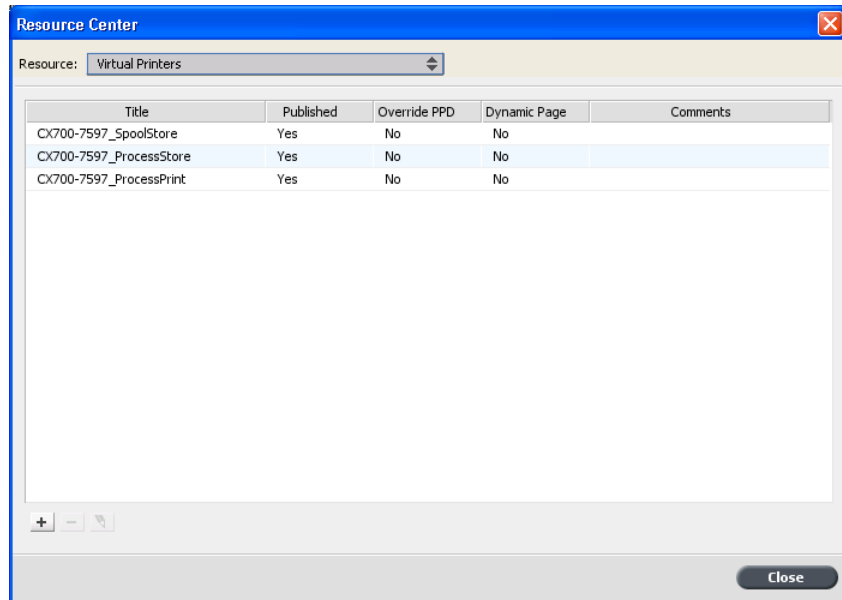 Resource Center
Resource: Virtual Printers
Title Published Override PPD Dynamic Page Comments
CX700-7597_SpoolStore Yes No No
CX700-7597_ProcessStore Yes No No
CX700-7597_ProcessPrint Yes No No
Close